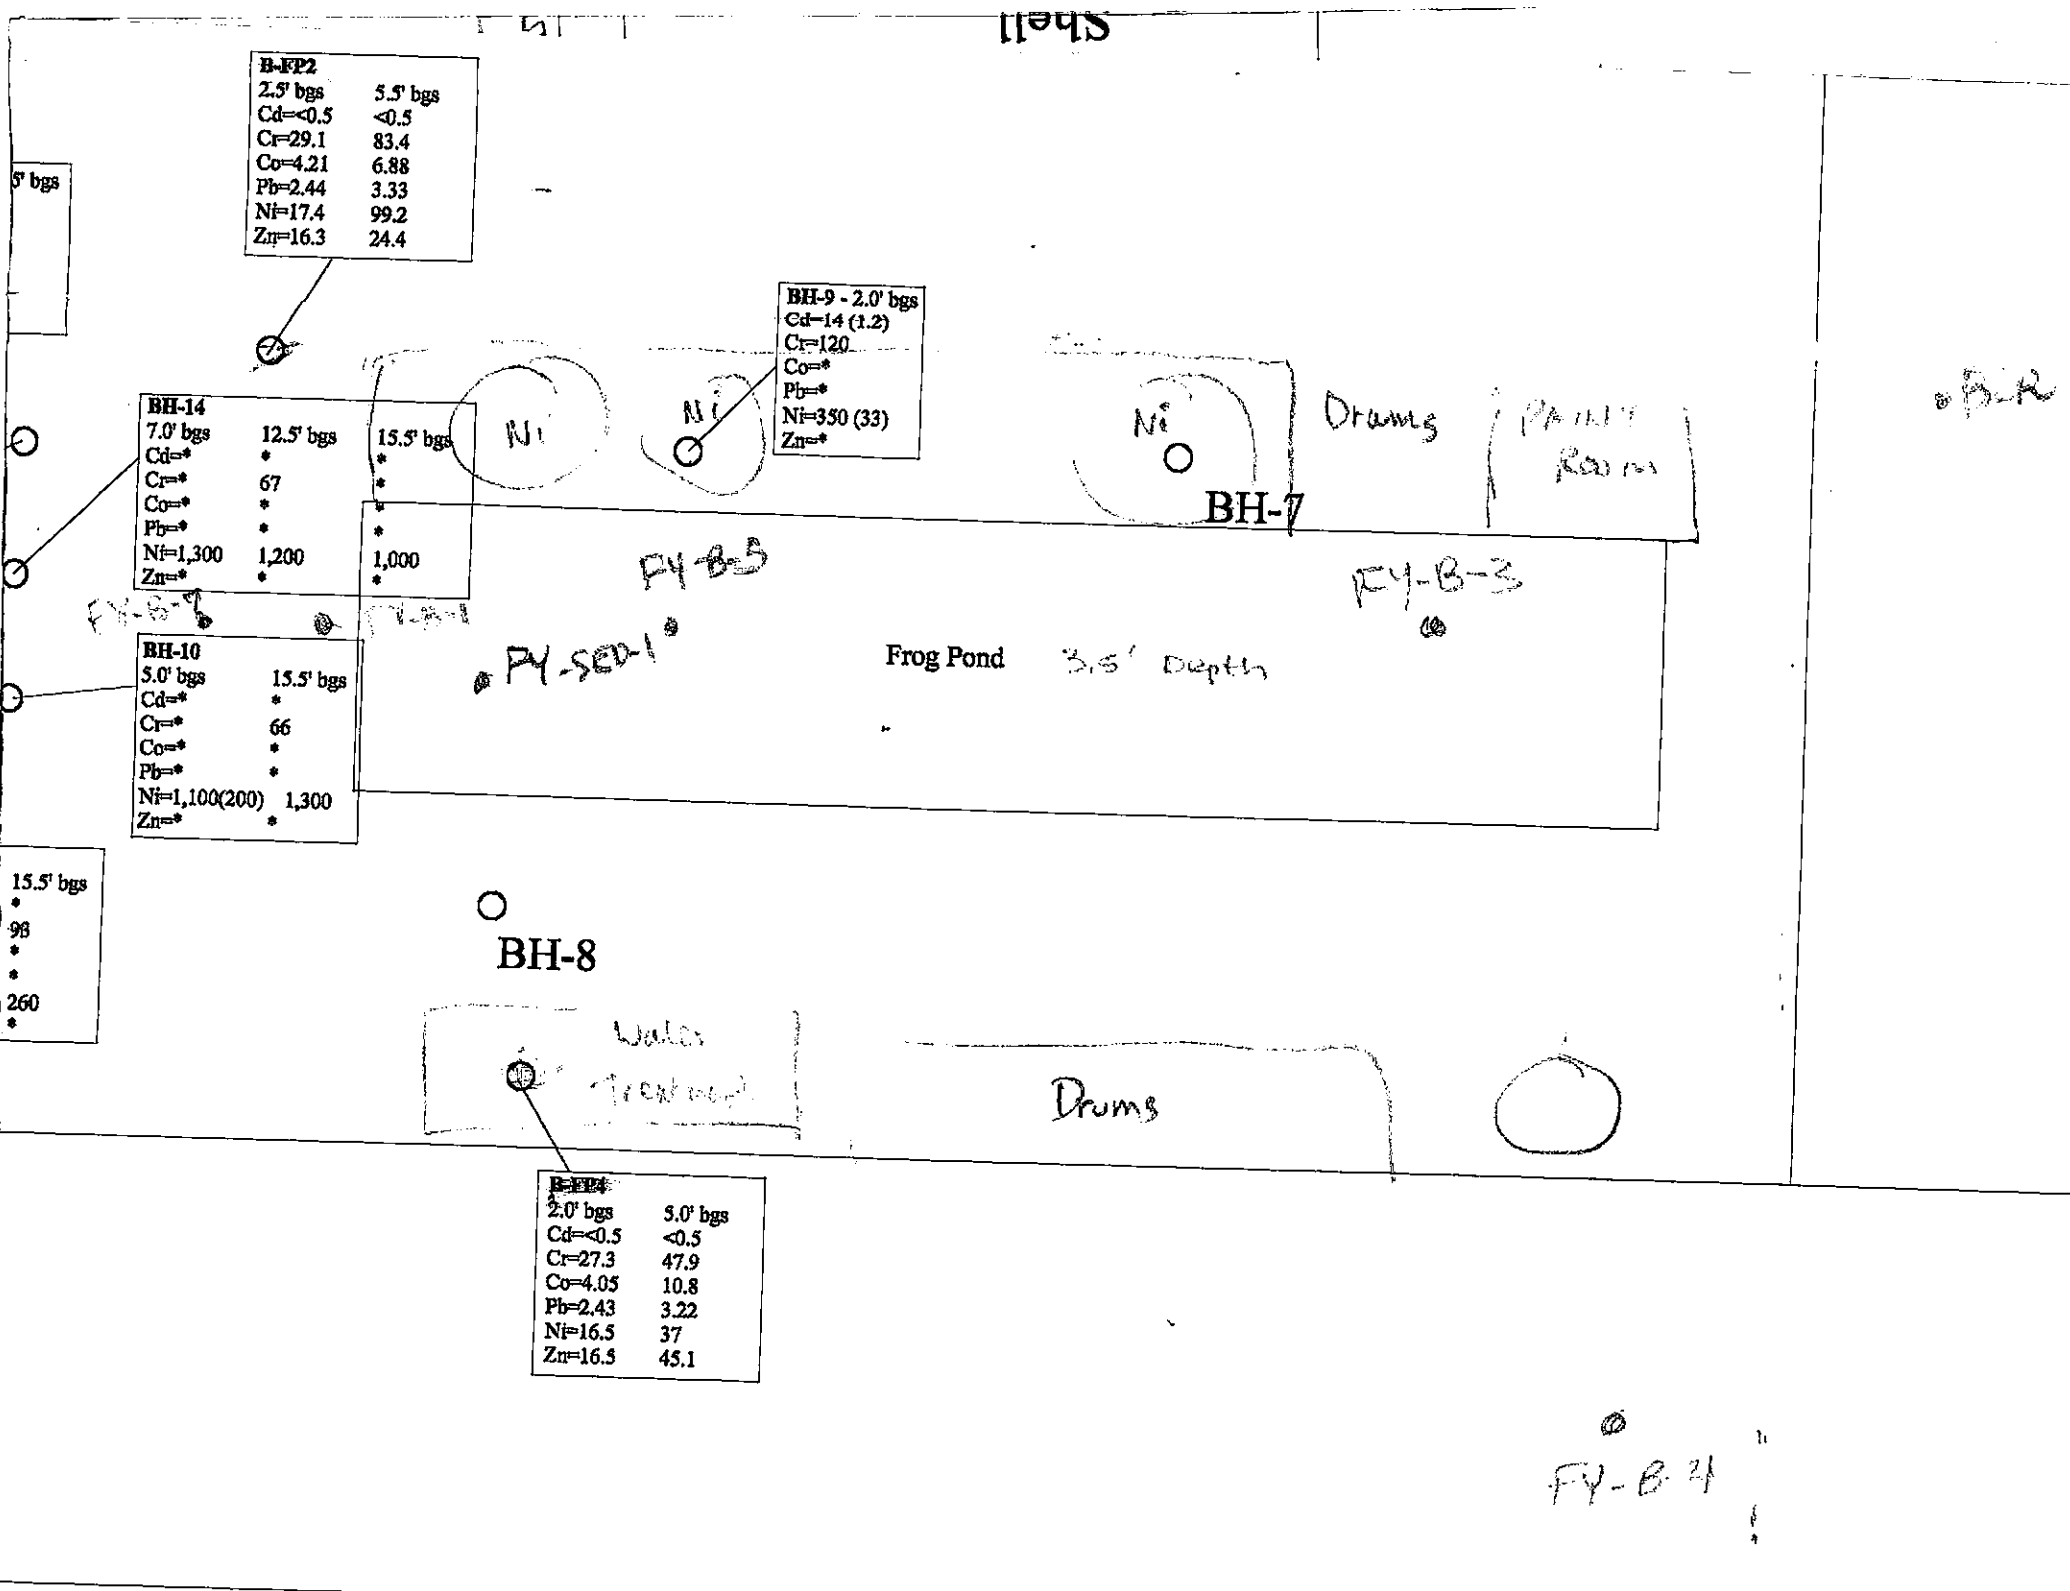 Shell
B-FP2
2.5' bgs 5.5' bgs
Cd=<0.5 <0.5
Cr=29.1 83.4
Co=4.21 6.88
Pb=2.44 3.33
Ni=17.4 99.2
Zn=16.3 24.4
5' bgs
BH-9 - 2.0' bgs
Cd=14 (1.2)
Cr=120
Co=*
Pb=*
Ni=350 (33)
Zn=*
BH-14
7.0' bgs 12.5' bgs 15.5' bgs
Cd=* * *
Cr=* 67 *
Co=* * *
Pb=* * *
Ni=1,300 1,200 1,000
Zn=* * *
Ni
Ni
Ni
BH-7
Drums
PAINT
Room
FY-B-5
FY-B-3
FY-B-1
FY-SED-1
Frog Pond 3.5' Depth
BH-10
5.0' bgs 15.5' bgs
Cd=* *
Cr=* 66
Co=* *
Pb=* *
Ni=1,100(200) 1,300
Zn=* *
15.5' bgs
*
98
*
*
260
*
BH-8
Water
Treatment
Drums
B-FP4
2.0' bgs 5.0' bgs
Cd=<0.5 <0.5
Cr=27.3 47.9
Co=4.05 10.8
Pb=2.43 3.22
Ni=16.5 37
Zn=16.5 45.1